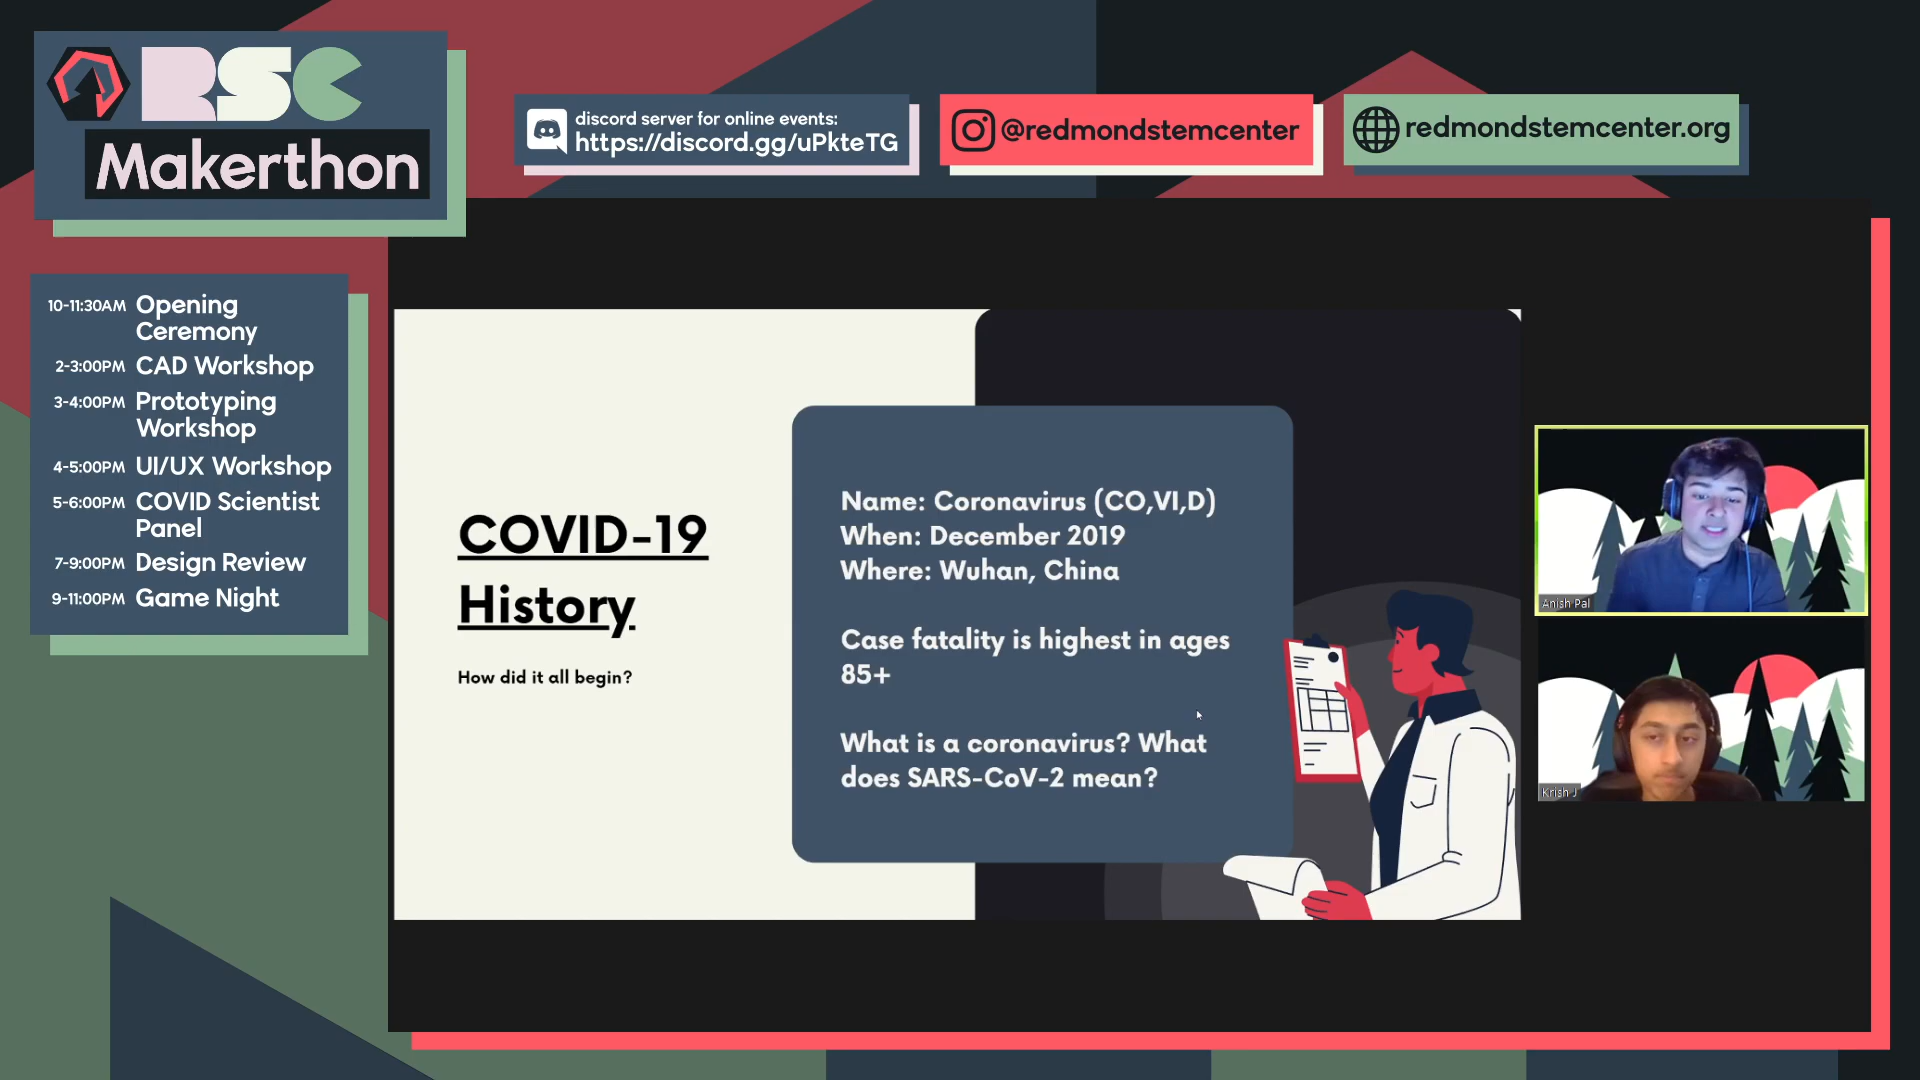 RSC
Makerthon
discord server for online events:
https://discord.gg/uPkteTG
@redmondstemcenter
redmondstemcenter.org
10-11:30AM Opening
Ceremony
2-3:00PM CAD Workshop
3-4:00PM Prototyping
Workshop
4-5:00PM UI/UX Workshop
5-6:00PM COVID Scientist
Panel
7-9:00PM Design Review
9-11:00PM Game Night
COVID-19
History
How did it all begin?
Name: Coronavirus (CO,VI,D)
When: December 2019
Where: Wuhan, China
Case fatality is highest in ages
85+
What is a coronavirus? What
does SARS-CoV-2 mean?
Anish Pal
Krish J